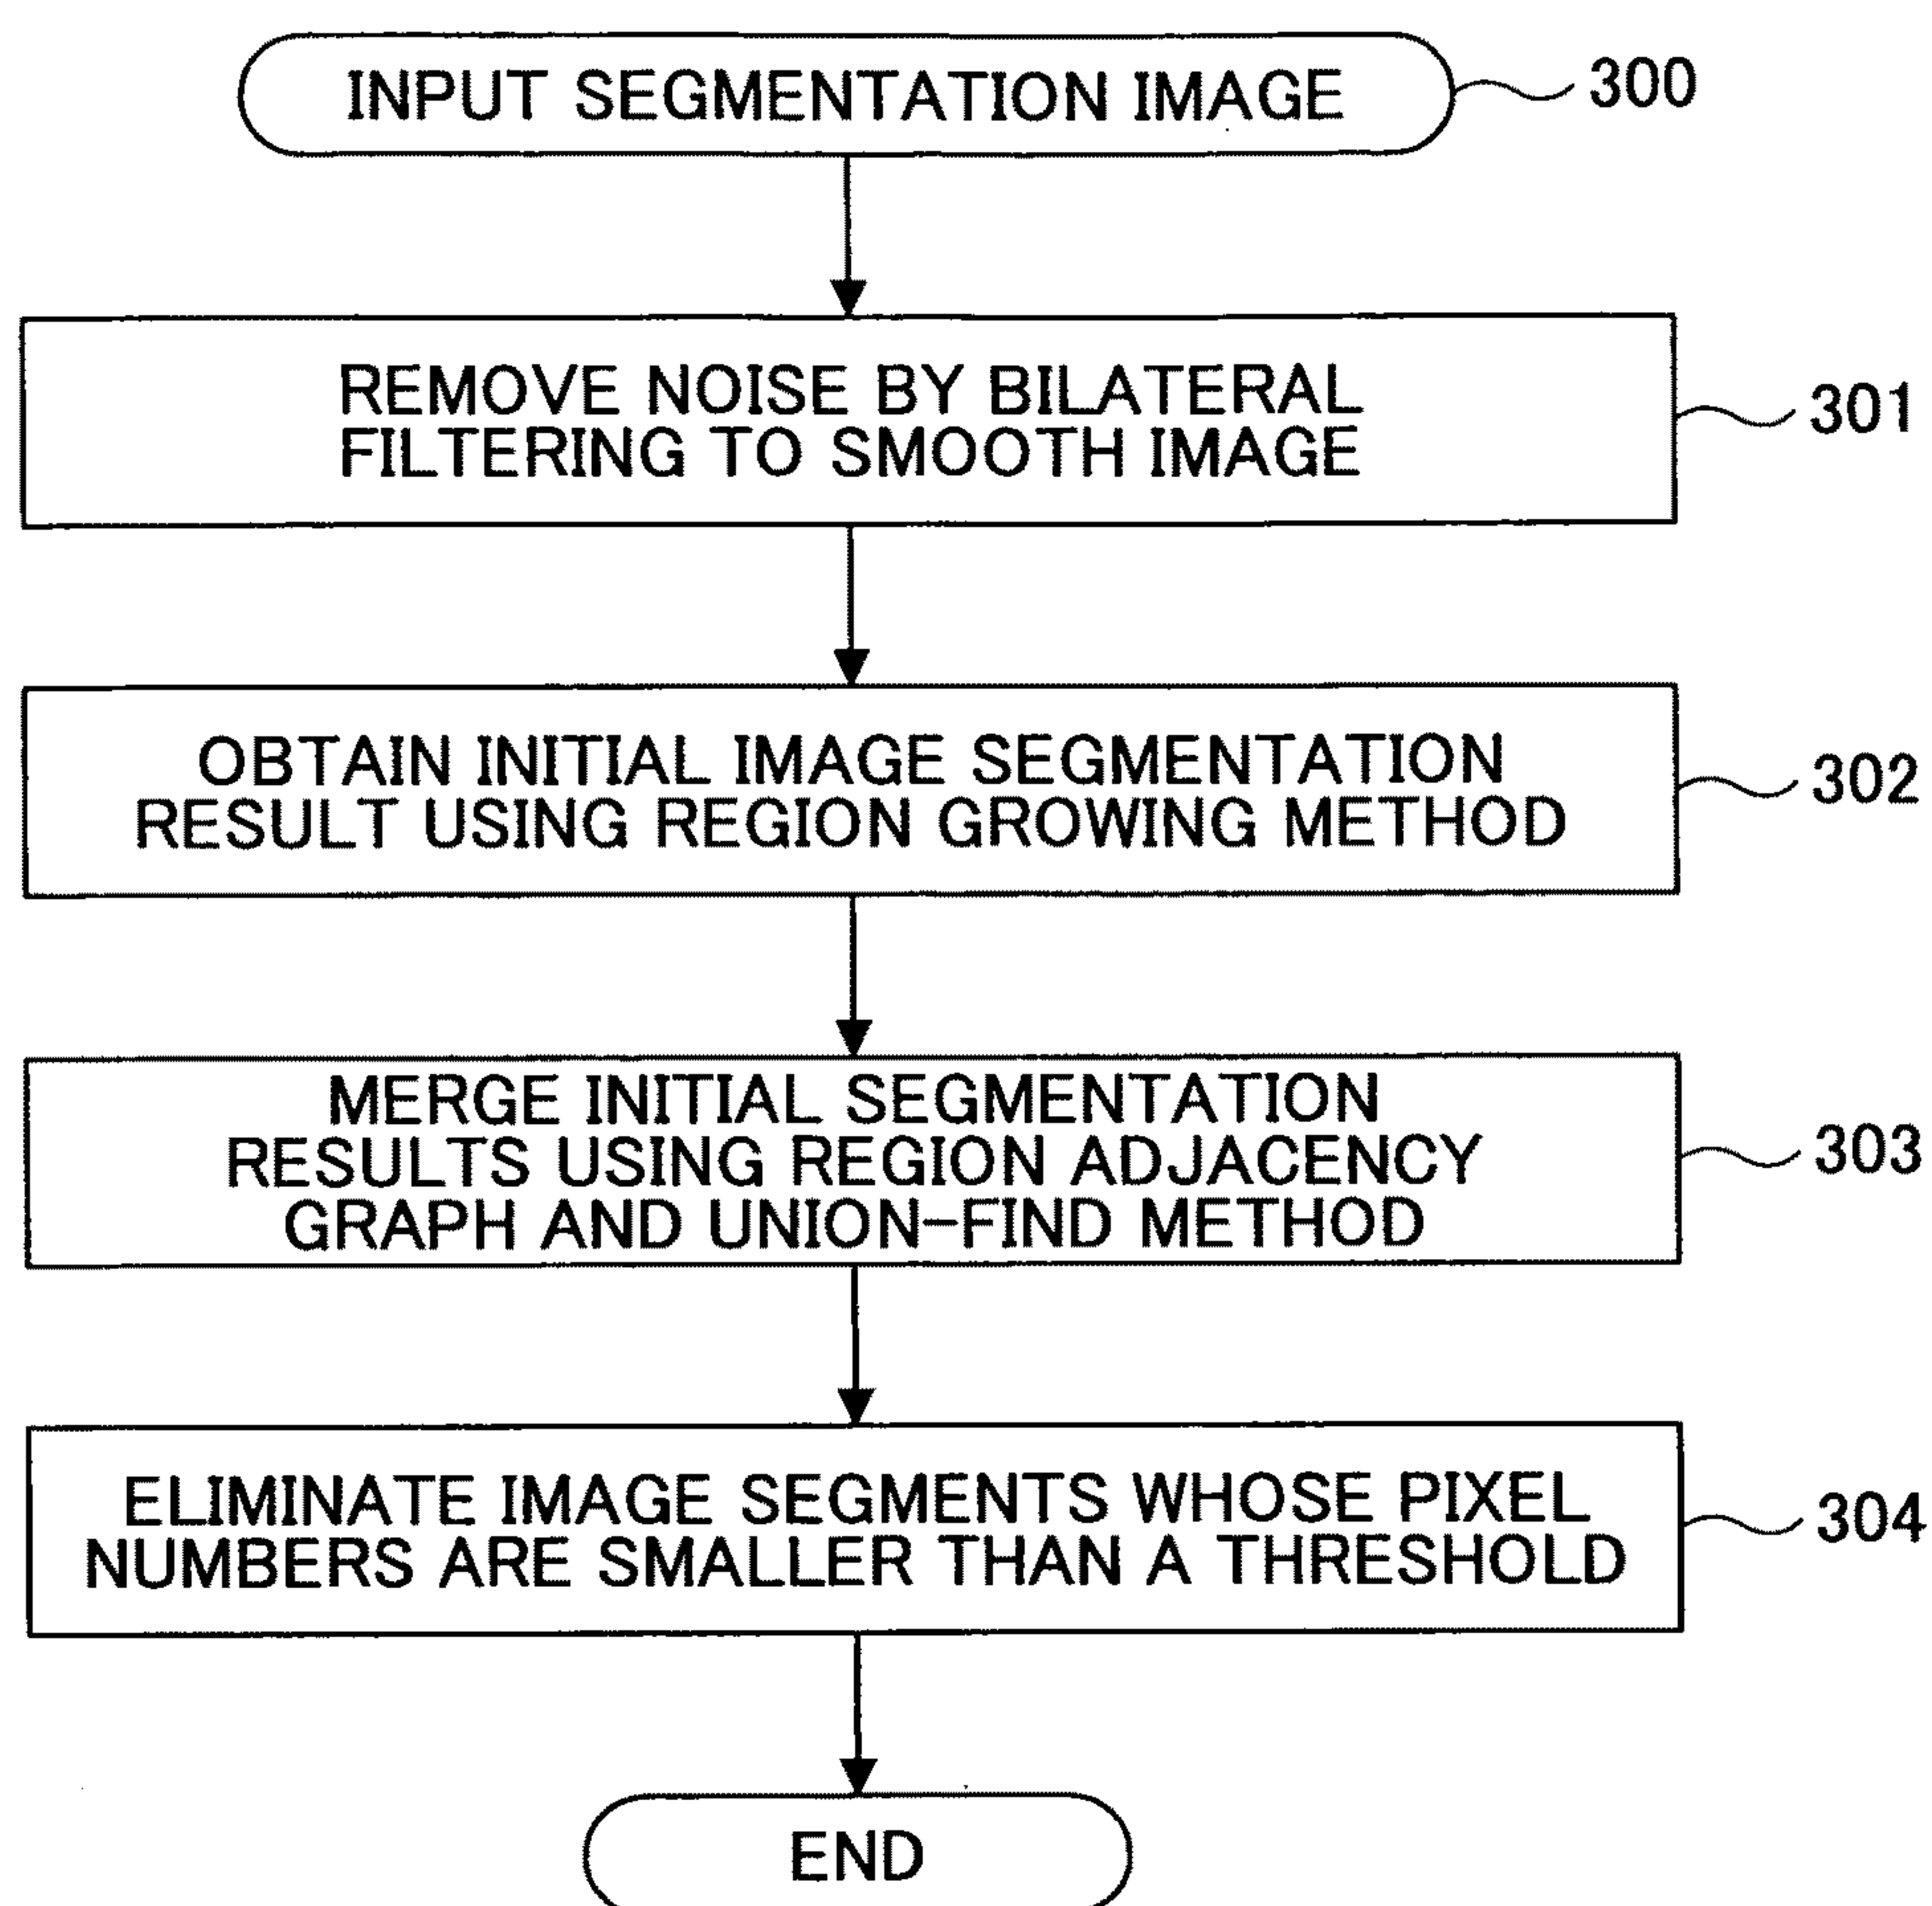 INPUT SEGMENTATION IMAGE
300
REMOVE NOISE BY BILATERAL
FILTERING TO SMOOTH IMAGE
301
OBTAIN INITIAL IMAGE SEGMENTATION
RESULT USING REGION GROWING METHOD
302
MERGE INITIAL SEGMENTATION
RESULTS USING REGION ADJACENCY
GRAPH AND UNION-FIND METHOD
303
ELIMINATE IMAGE SEGMENTS WHOSE PIXEL
NUMBERS ARE SMALLER THAN A THRESHOLD
304
END